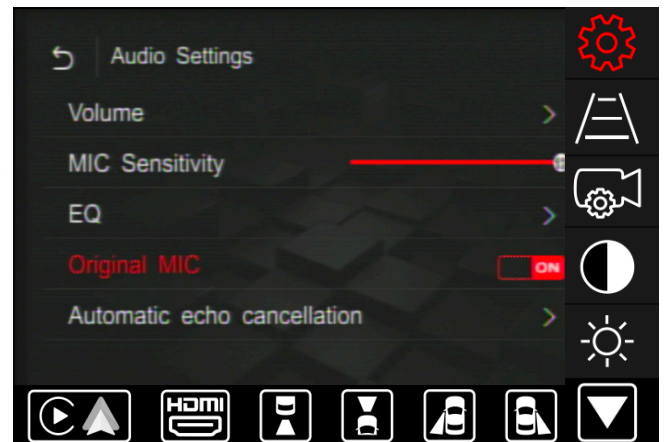 Audio Settings
Volume
MIC Sensitivity
EQ
Original MIC
ON
Automatic echo cancellation
HDMI